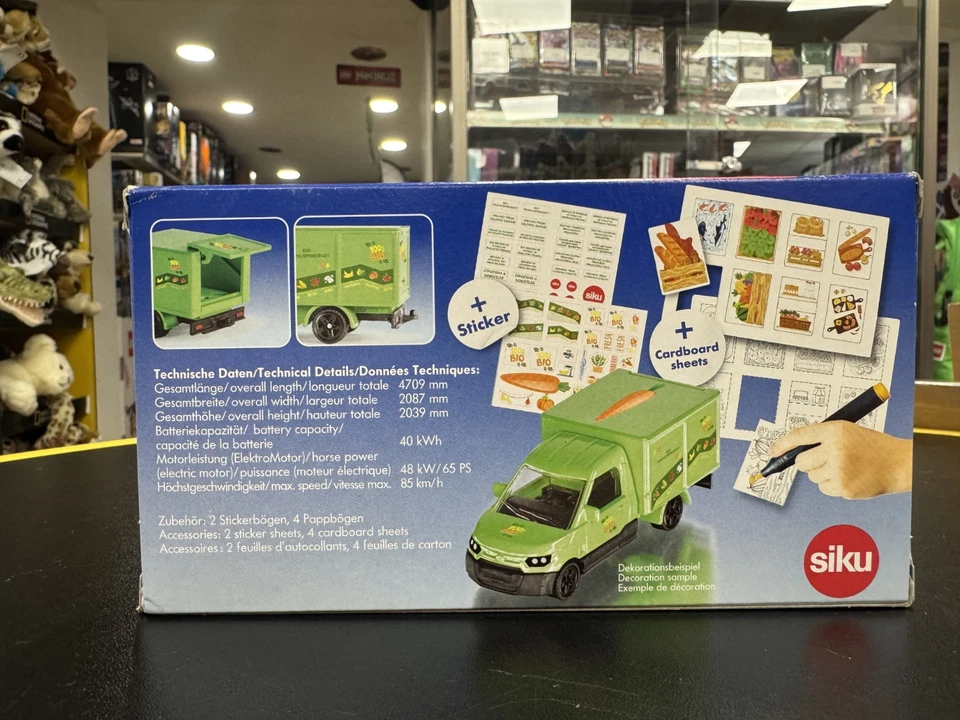 Technische Daten/Technical Details/Données Techniques:
Gesamtlänge/overall length/longueur totale 4709 mm
Gesamtbreite/overall width/largeur totale 2087 mm
Gesamthöhe/overall height/hauteur totale 2039 mm
Batteriekapazität/ battery capacity/
capacité de la batterie 40 kWh
Motorleistung (ElektroMotor)/horse power
(electric motor)/puissance (moteur électrique) 48 kW/65 PS
Höchstgeschwindigkeit/max. speed/vitesse max. 85 km/h
Zubehör: 2 Stickerbögen, 4 Pappbögen
Accessories: 2 sticker sheets, 4 cardboard sheets
Accessoires: 2 feuilles d'autocollants, 4 feuilles de carton
+
Sticker
siku
BIO
BIO
+
Cardboard
sheets
Dekorationsbeispiel
Decoration sample
Exemple de décoration
siku